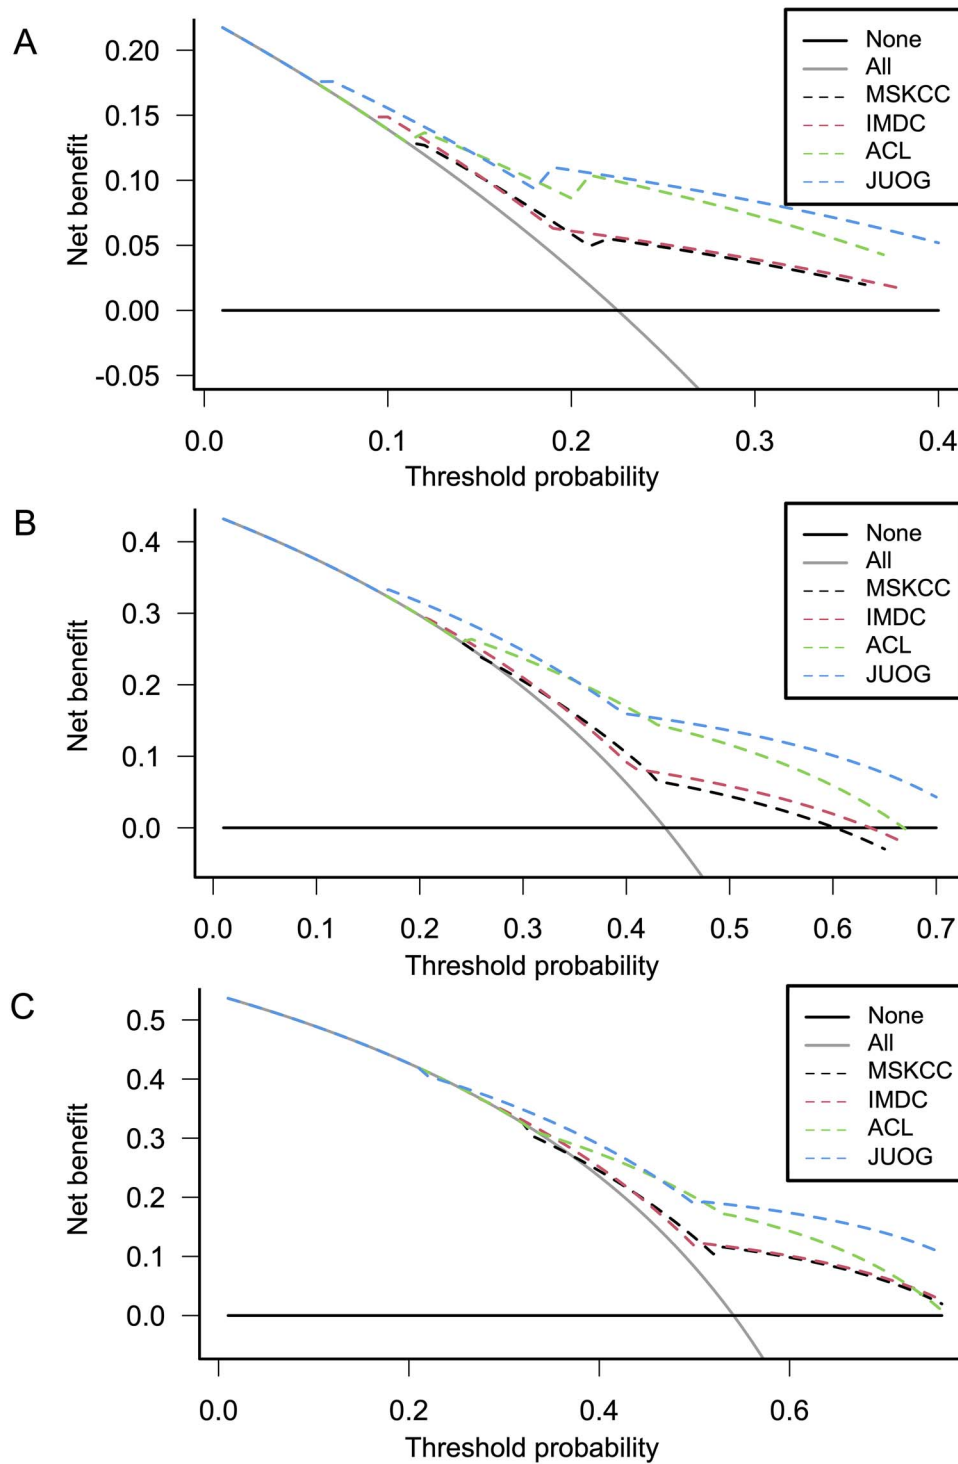 A
Net benefit
0.20
0.15
0.10
0.05
0.00
-0.05
0.0 0.1 0.2 0.3 0.4
Threshold probability
None
All
MSKCC
IMDC
ACL
JUOG
B
Net benefit
0.4
0.3
0.2
0.1
0.0
0.0 0.1 0.2 0.3 0.4 0.5 0.6 0.7
Threshold probability
None
All
MSKCC
IMDC
ACL
JUOG
C
Net benefit
0.5
0.4
0.3
0.2
0.1
0.0
0.0 0.2 0.4 0.6
Threshold probability
None
All
MSKCC
IMDC
ACL
JUOG